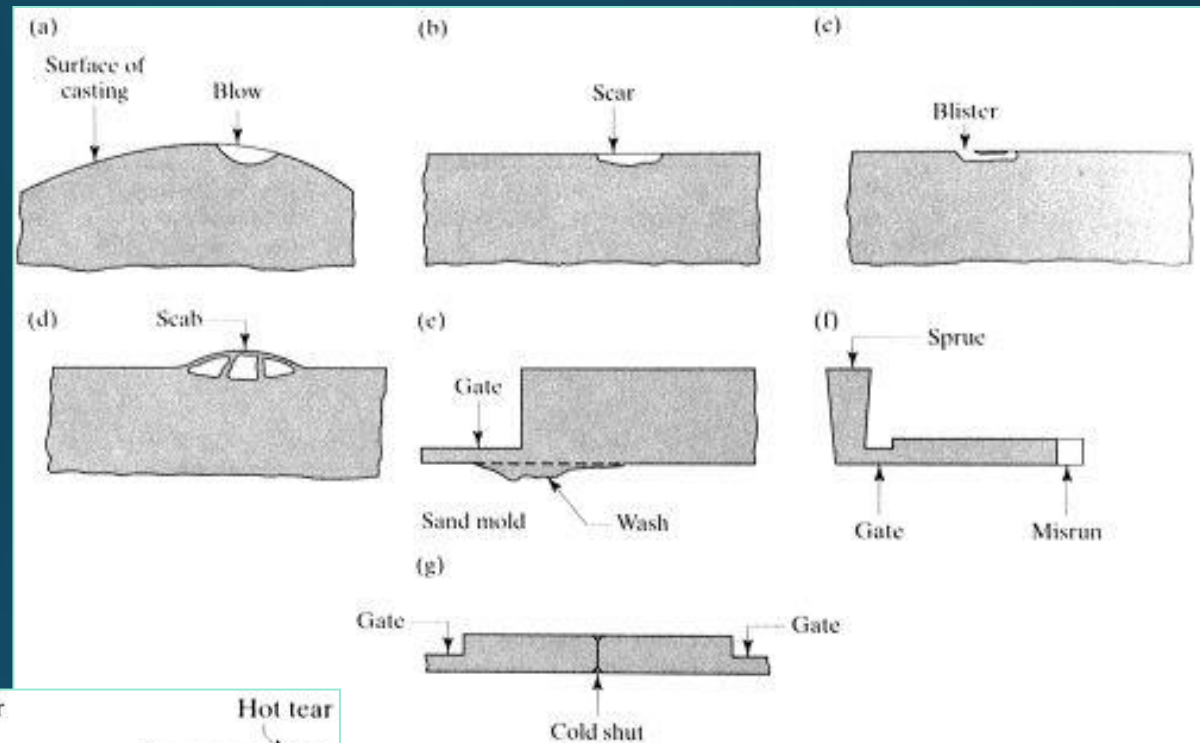 (a)
Surface of
casting
Blow
(b)
Scar
(c)
Blister
(d)
Scab
(e)
Gate
Sand mold
Wash
(f)
Sprue
Gate
Misrun
(g)
Gate
Gate
Cold shut
Hot tear